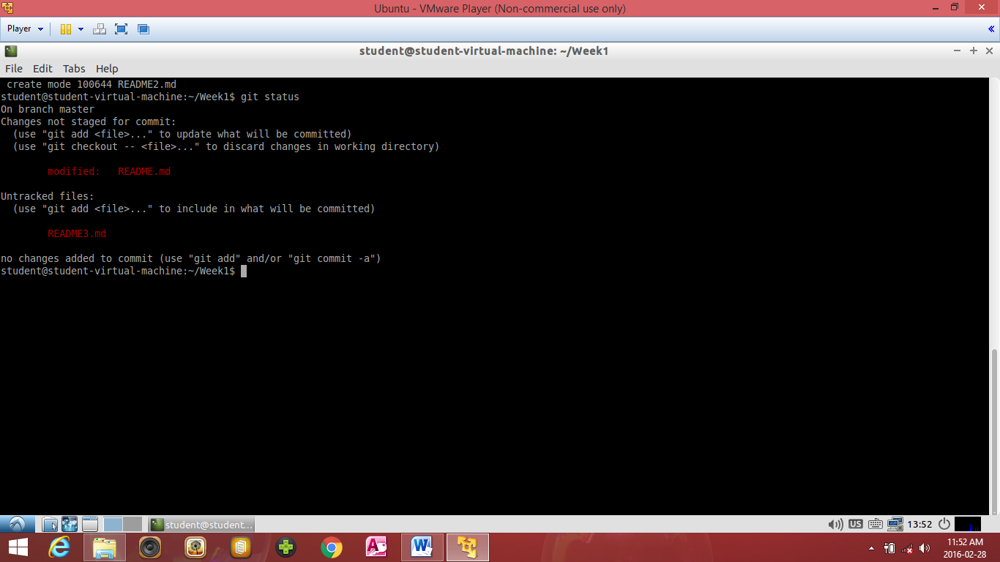 Ubuntu - VMware Player (Non-commercial use only)
Player
student@student-virtual-machine: ~/Week1
File Edit Tabs Help
create mode 100644 README2.md
student@student-virtual-machine:~/Week1$ git status
On branch master
Changes not staged for commit:
(use "git add <file>..." to update what will be committed)
(use "git checkout -- <file>..." to discard changes in working directory)
modified: README.md
Untracked files:
(use "git add <file>..." to include in what will be committed)
README3.md
no changes added to commit (use "git add" and/or "git commit -a")
student@student-virtual-machine:~/Week1$
student@student...
US
13:52
11:52 AM
2016-02-28